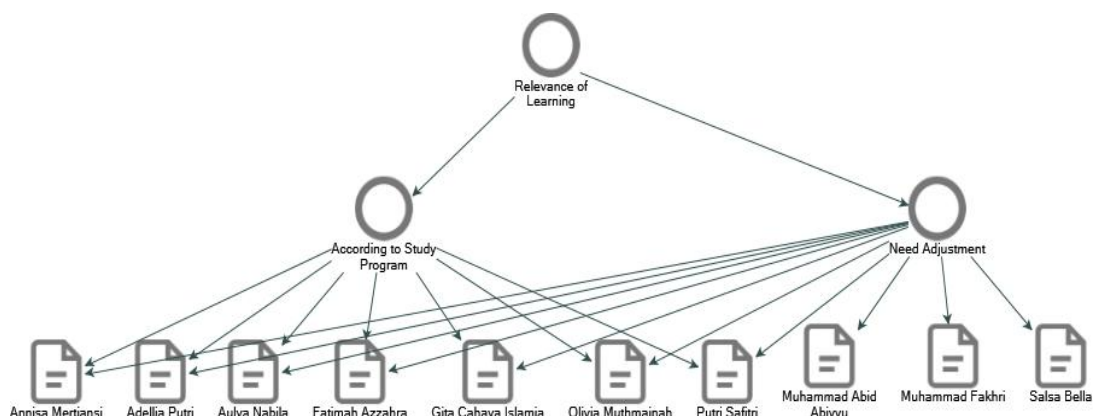 Relevance of
Learning
According to Study
Program
Need Adjustment
Annisa Mertiansi
Adellia Putri
Aulya Nabila
Fatimah Azzahra
Gita Cahaya Islamia
Olivia Muthmainah
Putri Safitri
Muhammad Abid
Abiyyu
Muhammad Fakhri
Salsa Bella